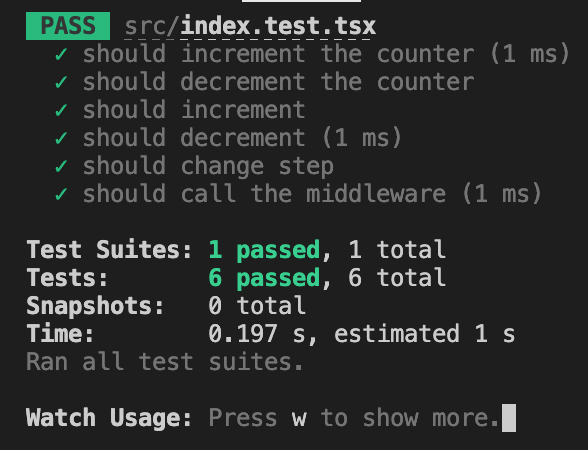 PASS src/index.test.tsx
✓ should increment the counter (1 ms)
✓ should decrement the counter
✓ should increment
✓ should decrement (1 ms)
✓ should change step
✓ should call the middleware (1 ms)
Test Suites: 1 passed, 1 total
Tests: 6 passed, 6 total
Snapshots: 0 total
Time: 0.197 s, estimated 1 s
Ran all test suites.
Watch Usage: Press w to show more.